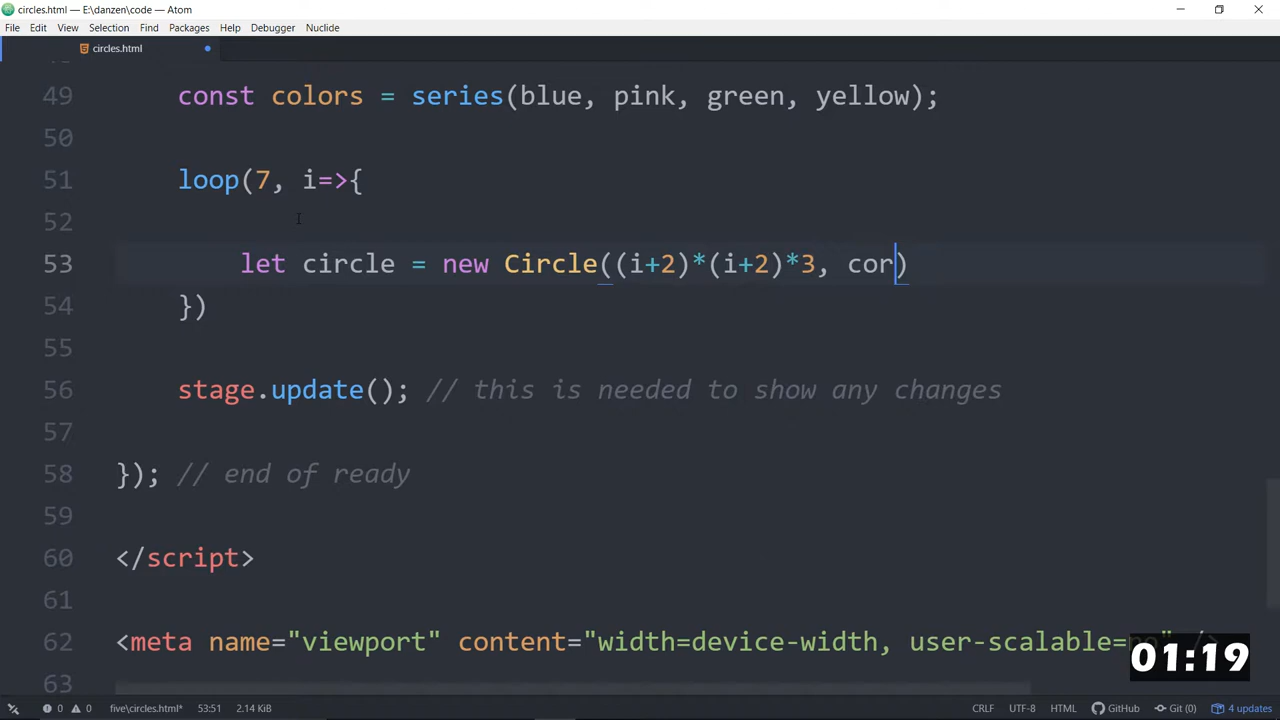 circles.html — E:\danzen\code — Atom
File Edit View Selection Find Packages Help Debugger Nuclide
circles.html
49 const colors = series(blue, pink, green, yellow);
50
51 loop(7, i=>{
52
53 let circle = new Circle((i+2)*(i+2)*3, cor)
54 })
55
56 stage.update(); // this is needed to show any changes
57
58 }); // end of ready
59
60 </script>
61
62 <meta name="viewport" content="width=device-width, user-scalable=no" />
01:19
63
0 0 five\circles.html* 53:51 2.14 KiB CRLF UTF-8 HTML GitHub Git (0) 4 updates